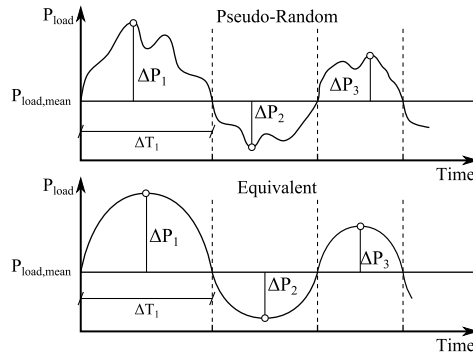 P_load
Pseudo-Random
ΔP_1
ΔP_3
P_load,mean
ΔP_2
ΔT_1
Time
P_load
Equivalent
ΔP_1
ΔP_3
P_load,mean
ΔP_2
ΔT_1
Time